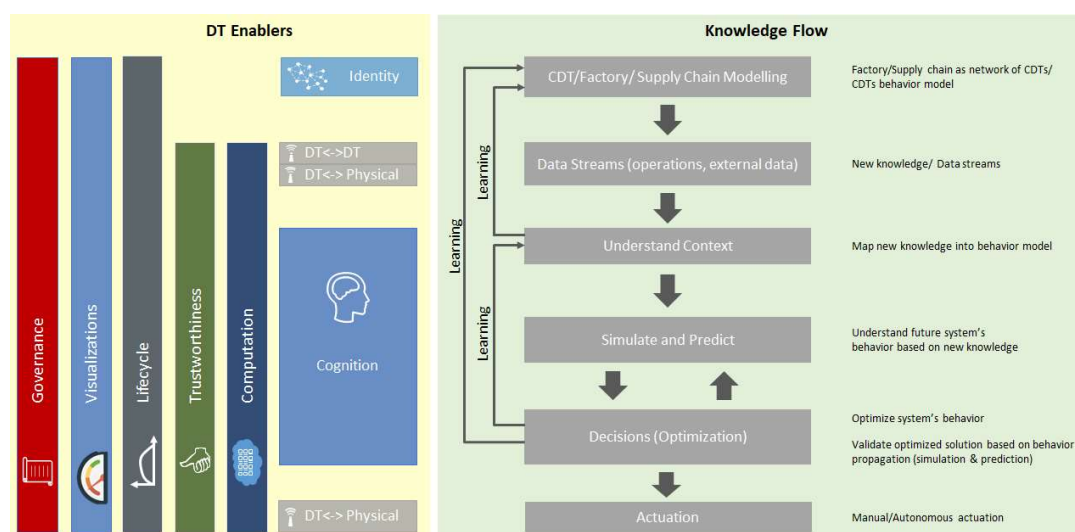 DT Enablers
Governance
Visualizations
Lifecycle
Trustworthiness
Computation
Identity
DT<->DT
DT<-> Physical
Cognition
DT<-> Physical
Knowledge Flow
Learning
Learning
Learning
CDT/Factory/ Supply Chain Modelling
Factory/Supply chain as network of CDTs/
CDTs behavior model
Data Streams (operations, external data)
New knowledge/ Data streams
Understand Context
Map new knowledge into behavior model
Simulate and Predict
Understand future system's
behavior based on new knowledge
Decisions (Optimization)
Optimize system's behavior
Validate optimized solution based on behavior
propagation (simulation & prediction)
Actuation
Manual/Autonomous actuation